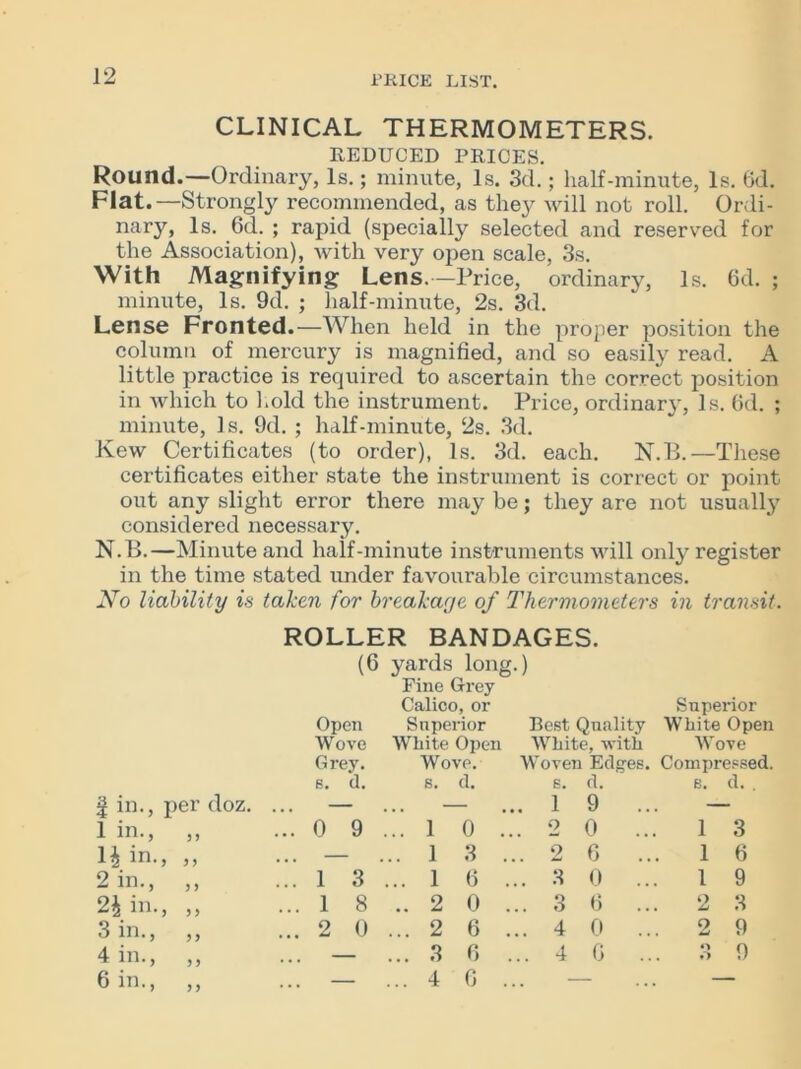 12
PRICE LIST.
CLINICAL THERMOMETERS.
REDUCED PRICES.
Round.—Ordinary, 1s.; minute, 1s. 3d.; half-minute, 1s. 6d.
Flat.—Strongly recommended, as they will not roll. Ordi-
nary, 1s. 6d. ; rapid (specially selected and reserved for
the Association), with very open scale, 3s.
With Magnifying Lens.—Price, ordinary, 1s. 6d. ;
minute, 1s. 9d. ; half-minute, 2s. 3d.
Lense Fronted.—When held in the proper position the
column of mercury is magnified, and so easily read. A
little practice is required to ascertain the correct position
in which to hold the instrument. Price, ordinary, 1s. 6d. ;
minute, 1s. 9d. ; half-minute, 2s. 3d.
Kew Certificates (to order), 1s. 3d. each. N.B.—These
certificates either state the instrument is correct or point
out any slight error there may be; they are not usually
considered necessary.
N.B.—Minute and half-minute instruments will only register
in the time stated under favourable circumstances.
No liability is taken for breakage of Thermometers in transit.
ROLLER BANDAGES.
(6 yards long.)
Fine Grey
Calico, or Superior
Open Superior Best Quality White Open
Wove White Open White, with Wove
Grey. Wove. Woven Edges. Compressed.
s. d. s. d. s. d. s. d.
¾ in., per doz. ... — ... — ... 1 9 ... —
1 in., ,, ... 0 9 ... 1 0 ... 2 0 ... 1 3
1½ in., ,, ... — ... 1 3 ... 2 6 ... 1 6
2 in., ,, ... 1 3 ... 1 6 ... 3 0 ... 1 9
2½ in., ,, ... 1 8 .. 2 0 ... 3 6 ... 2 3
3 in., ,, ... 2 0 ... 2 6 ... 4 0 ... 2 9
4 in., ,, ... — ... 3 6 ... 4 6 ... 3 9
6 in., ,, ... — ... 4 6 ... — ... —